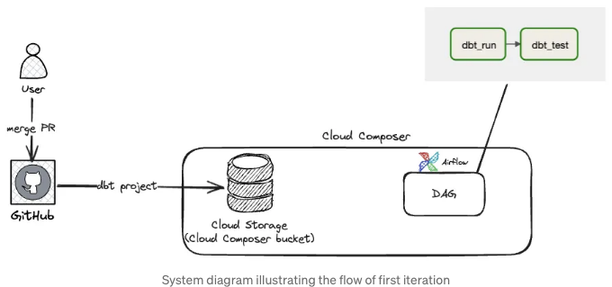 dbt_run
dbt_test
User
merge PR
GitHub
dbt project
Cloud Composer
Airflow
DAG
Cloud Storage
(Cloud Composer bucket)
System diagram illustrating the flow of first iteration